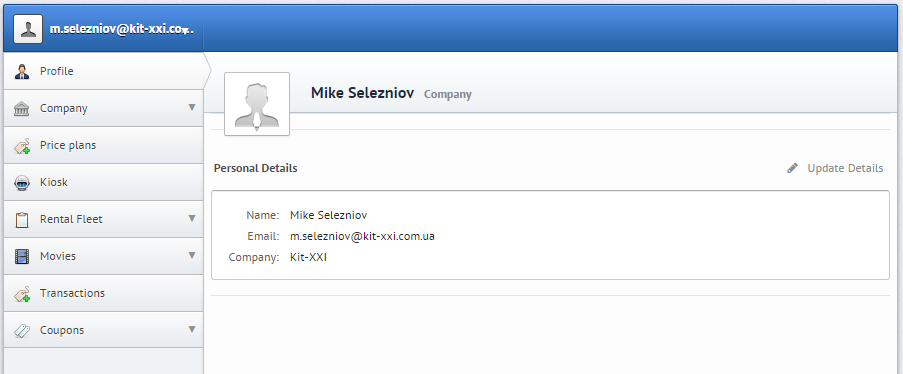 m.selezniov@kit-xxi.co...
Profile
Company
Price plans
Kiosk
Rental Fleet
Movies
Transactions
Coupons
Mike Selezniov Company
Personal Details Update Details
Name: Mike Selezniov
Email: m.selezniov@kit-xxi.com.ua
Company: Kit-XXI